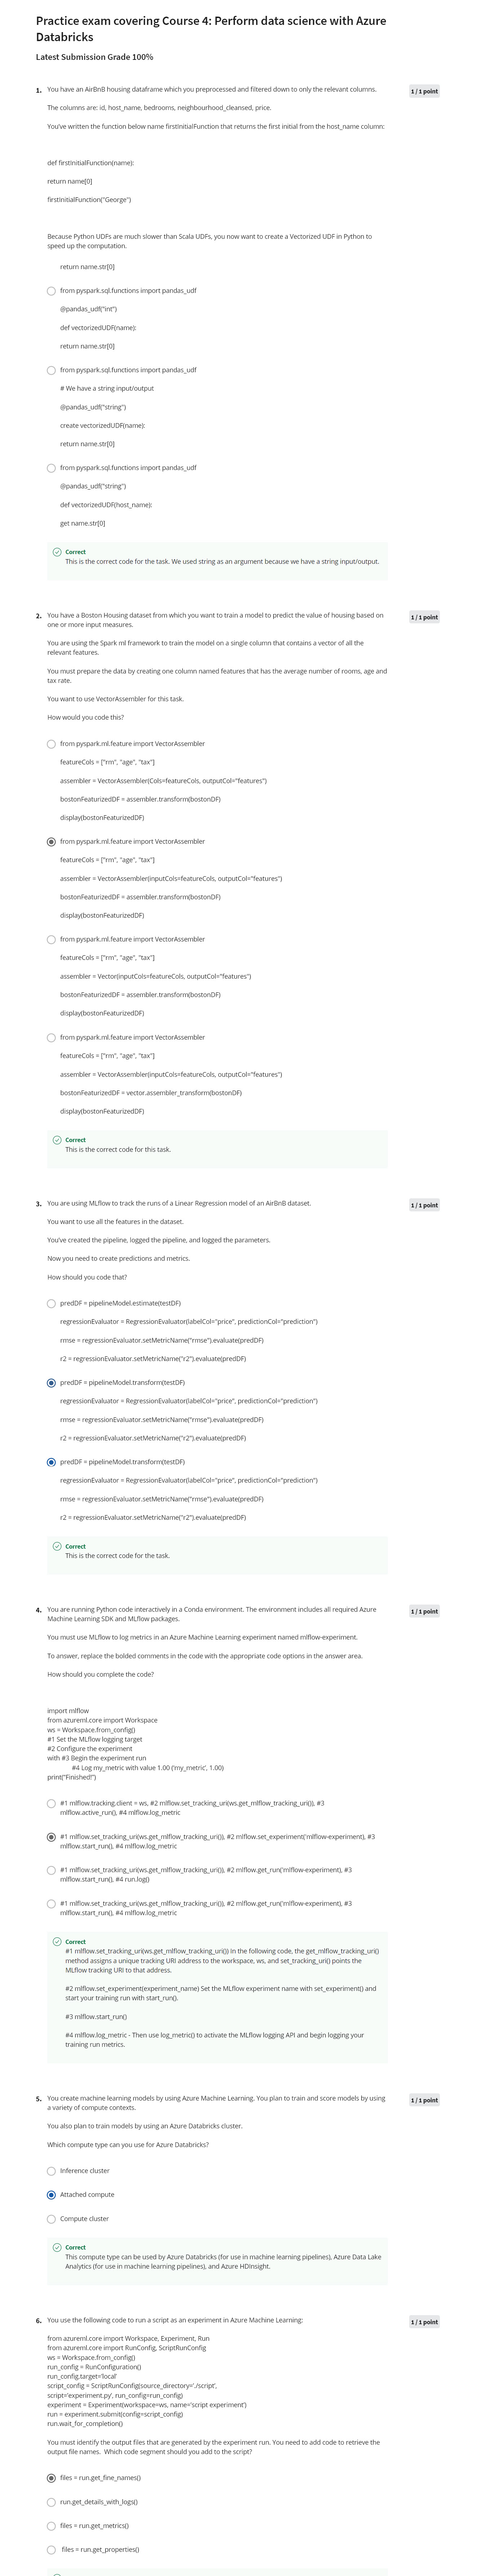 Practice exam covering Course 4: Perform data science with Azure
Databricks
Latest Submission Grade 100%
1. You have an AirBnB housing dataframe which you preprocessed and filtered down to only the relevant columns.
1 / 1 point
The columns are: id, host_name, bedrooms, neighbourhood_cleansed, price.
You've written the function below name firstInitialFunction that returns the first initial from the host_name column:
def firstInitialFunction(name):
return name[0]
firstInitialFunction("George")
Because Python UDFs are much slower than Scala UDFs, you now want to create a Vectorized UDF in Python to
speed up the computation.
return name.str[0]
from pyspark.sql.functions import pandas_udf
@pandas_udf("int")
def vectorizedUDF(name):
return name.str[0]
from pyspark.sql.functions import pandas_udf
# We have a string input/output
@pandas_udf("string")
create vectorizedUDF(name):
return name.str[0]
from pyspark.sql.functions import pandas_udf
@pandas_udf("string")
def vectorizedUDF(host_name):
get name.str[0]
Correct
This is the correct code for the task. We used string as an argument because we have a string input/output.
2. You have a Boston Housing dataset from which you want to train a model to predict the value of housing based on
one or more input measures.
1 / 1 point
You are using the Spark ml framework to train the model on a single column that contains a vector of all the
relevant features.
You must prepare the data by creating one column named features that has the average number of rooms, age and
tax rate.
You want to use VectorAssembler for this task.
How would you code this?
from pyspark.ml.feature import VectorAssembler
featureCols = ["rm", "age", "tax"]
assembler = VectorAssembler(Cols=featureCols, outputCol="features")
bostonFeaturizedDF = assembler.transform(bostonDF)
display(bostonFeaturizedDF)
from pyspark.ml.feature import VectorAssembler
featureCols = ["rm", "age", "tax"]
assembler = VectorAssembler(inputCols=featureCols, outputCol="features")
bostonFeaturizedDF = assembler.transform(bostonDF)
display(bostonFeaturizedDF)
from pyspark.ml.feature import VectorAssembler
featureCols = ["rm", "age", "tax"]
assembler = Vector(inputCols=featureCols, outputCol="features")
bostonFeaturizedDF = assembler.transform(bostonDF)
display(bostonFeaturizedDF)
from pyspark.ml.feature import VectorAssembler
featureCols = ["rm", "age", "tax"]
assembler = VectorAssembler(inputCols=featureCols, outputCol="features")
bostonFeaturizedDF = vector.assembler_transform(bostonDF)
display(bostonFeaturizedDF)
Correct
This is the correct code for this task.
3. You are using MLflow to track the runs of a Linear Regression model of an AirBnB dataset.
1 / 1 point
You want to use all the features in the dataset.
You've created the pipeline, logged the pipeline, and logged the parameters.
Now you need to create predictions and metrics.
How should you code that?
predDF = pipelineModel.estimate(testDF)
regressionEvaluator = RegressionEvaluator(labelCol="price", predictionCol="prediction")
rmse = regressionEvaluator.setMetricName("rmse").evaluate(predDF)
r2 = regressionEvaluator.setMetricName("r2").evaluate(predDF)
predDF = pipelineModel.transform(testDF)
regressionEvaluator = RegressionEvaluator(labelCol="price", predictionCol="prediction")
rmse = regressionEvaluator.setMetricName("rmse").evaluate(predDF)
r2 = regressionEvaluator.setMetricName("r2").evaluate(predDF)
predDF = pipelineModel.transform(testDF)
regressionEvaluator = RegressionEvaluator(labelCol="price", predictionCol="prediction")
rmse = regressionEvaluator.setMetricName("rmse").evaluate(predDF)
r2 = regressionEvaluator.setMetricName("r2").evaluate(predDF)
Correct
This is the correct code for the task.
4. You are running Python code interactively in a Conda environment. The environment includes all required Azure
Machine Learning SDK and MLflow packages.
1 / 1 point
You must use MLflow to log metrics in an Azure Machine Learning experiment named mlflow-experiment.
To answer, replace the bolded comments in the code with the appropriate code options in the answer area.
How should you complete the code?
import mlflow
from azureml.core import Workspace
ws = Workspace.from_config()
#1 Set the MLflow logging target
#2 Configure the experiment
with #3 Begin the experiment run
#4 Log my_metric with value 1.00 ('my_metric', 1.00)
print("Finished!")
#1 mlflow.tracking.client = ws, #2 mlflow.set_tracking_uri(ws.get_mlflow_tracking_uri()), #3
mlflow.active_run(), #4 mlflow.log_metric
#1 mlflow.set_tracking_uri(ws.get_mlflow_tracking_uri()), #2 mlflow.set_experiment('mlflow-experiment), #3
mlflow.start_run(), #4 mlflow.log_metric
#1 mlflow.set_tracking_uri(ws.get_mlflow_tracking_uri()), #2 mlflow.get_run('mlflow-experiment), #3
mlflow.start_run(), #4 run.log()
#1 mlflow.set_tracking_uri(ws.get_mlflow_tracking_uri()), #2 mlflow.get_run('mlflow-experiment), #3
mlflow.start_run(), #4 mlflow.log_metric
Correct
#1 mlflow.set_tracking_uri(ws.get_mlflow_tracking_uri()) In the following code, the get_mlflow_tracking_uri()
method assigns a unique tracking URI address to the workspace, ws, and set_tracking_uri() points the
MLflow tracking URI to that address.
#2 mlflow.set_experiment(experiment_name) Set the MLflow experiment name with set_experiment() and
start your training run with start_run().
#3 mlflow.start_run()
#4 mlflow.log_metric - Then use log_metric() to activate the MLflow logging API and begin logging your
training run metrics.
5. You create machine learning models by using Azure Machine Learning. You plan to train and score models by using
a variety of compute contexts.
1 / 1 point
You also plan to train models by using an Azure Databricks cluster.
Which compute type can you use for Azure Databricks?
Inference cluster
Attached compute
Compute cluster
Correct
This compute type can be used by Azure Databricks (for use in machine learning pipelines), Azure Data Lake
Analytics (for use in machine learning pipelines), and Azure HDInsight.
6. You use the following code to run a script as an experiment in Azure Machine Learning:
1 / 1 point
from azureml.core import Workspace, Experiment, Run
from azureml.core import RunConfig, ScriptRunConfig
ws = Workspace.from_config()
run_config = RunConfiguration()
run_config.target='local'
script_config = ScriptRunConfig(source_directory='./script',
script='experiment.py', run_config=run_config)
experiment = Experiment(workspace=ws, name='script experiment')
run = experiment.submit(config=script_config)
run.wait_for_completion()
You must identify the output files that are generated by the experiment run. You need to add code to retrieve the
output file names. Which code segment should you add to the script?
files = run.get_fine_names()
run.get_details_with_logs()
files = run.get_metrics()
files = run.get_properties()